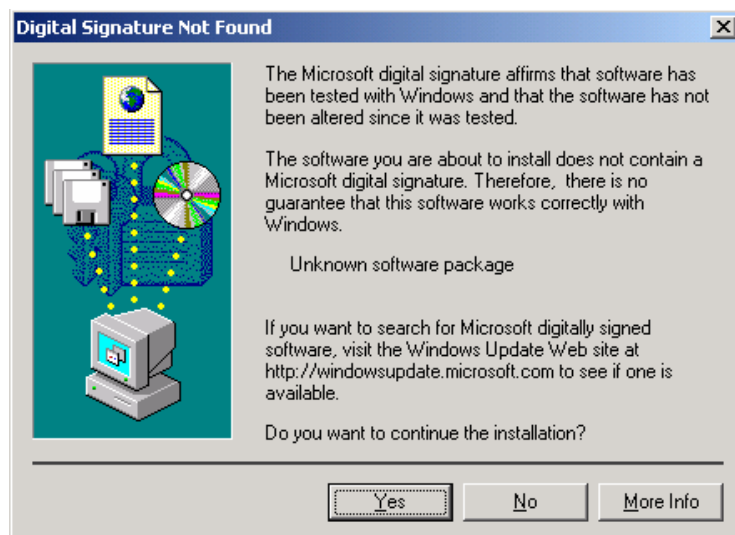 Digital Signature Not Found
The Microsoft digital signature affirms that software has
been tested with Windows and that the software has not
been altered since it was tested.
The software you are about to install does not contain a
Microsoft digital signature. Therefore,  there is no
guarantee that this software works correctly with
Windows.
Unknown software package
If you want to search for Microsoft digitally signed
software, visit the Windows Update Web site at
http://windowsupdate.microsoft.com to see if one is
available.
Do you want to continue the installation?
Yes
No
More Info